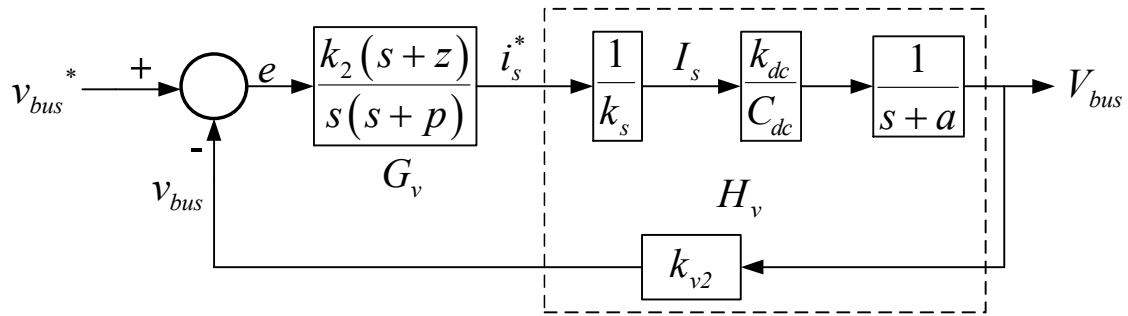 v_bus^*
+
-
e
k_2(s+z)
s(s+p)
G_v
i_s^*
1
k_s
I_s
k_dc
C_dc
1
s+a
V_bus
H_v
v_bus
k_v2